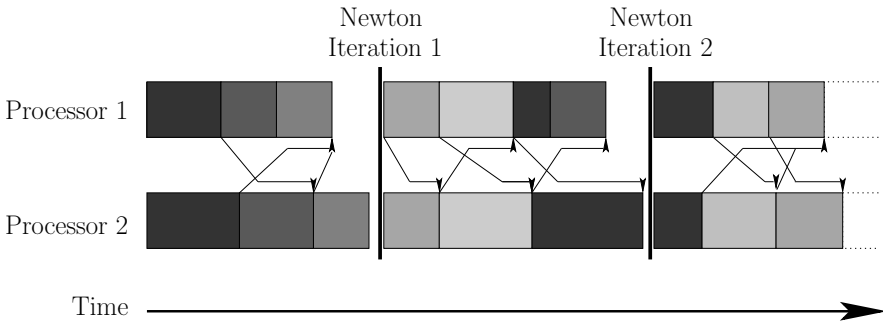 Newton
Iteration 1
Newton
Iteration 2
Processor 1
Processor 2
Time